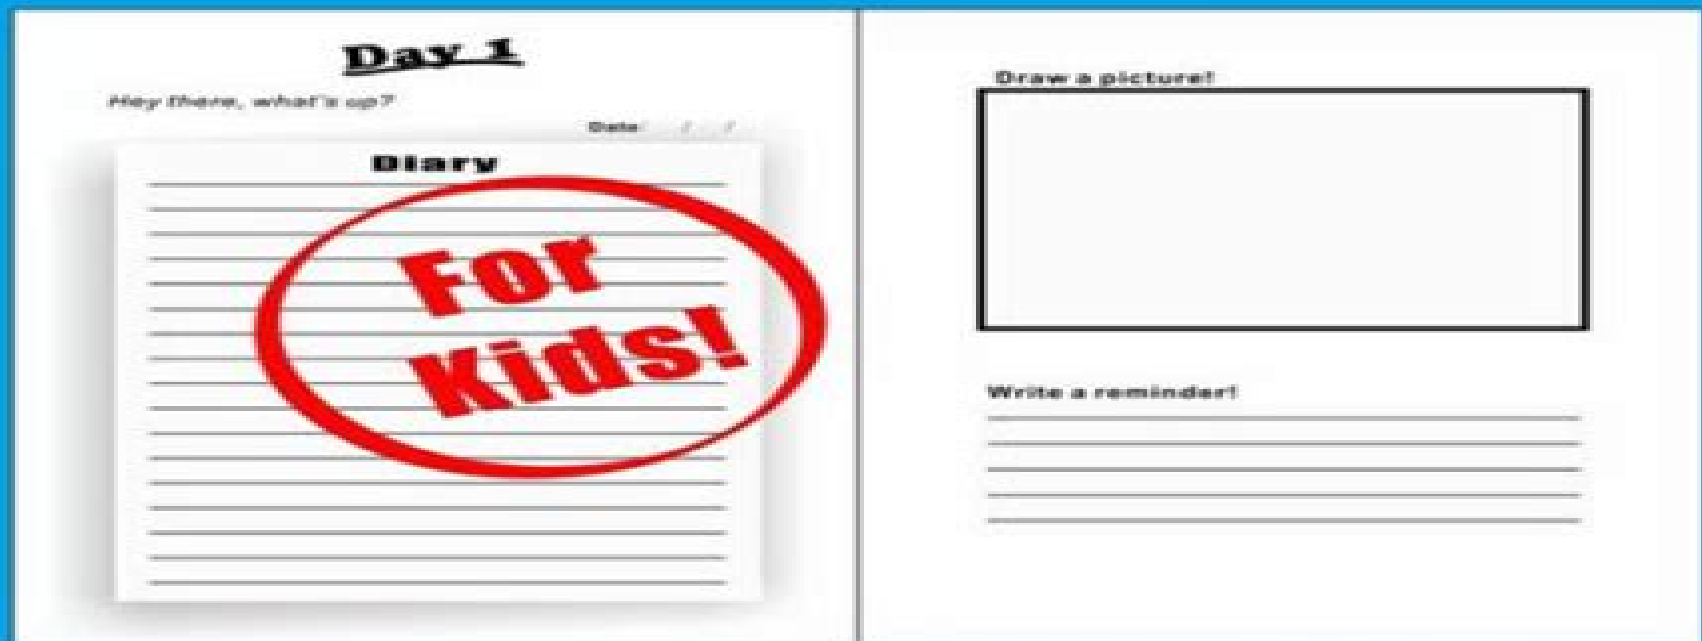 Day 1
Hey there, what's up?
Date: / /
Diary
For
Kids!
Draw a picture!
Write a reminder!